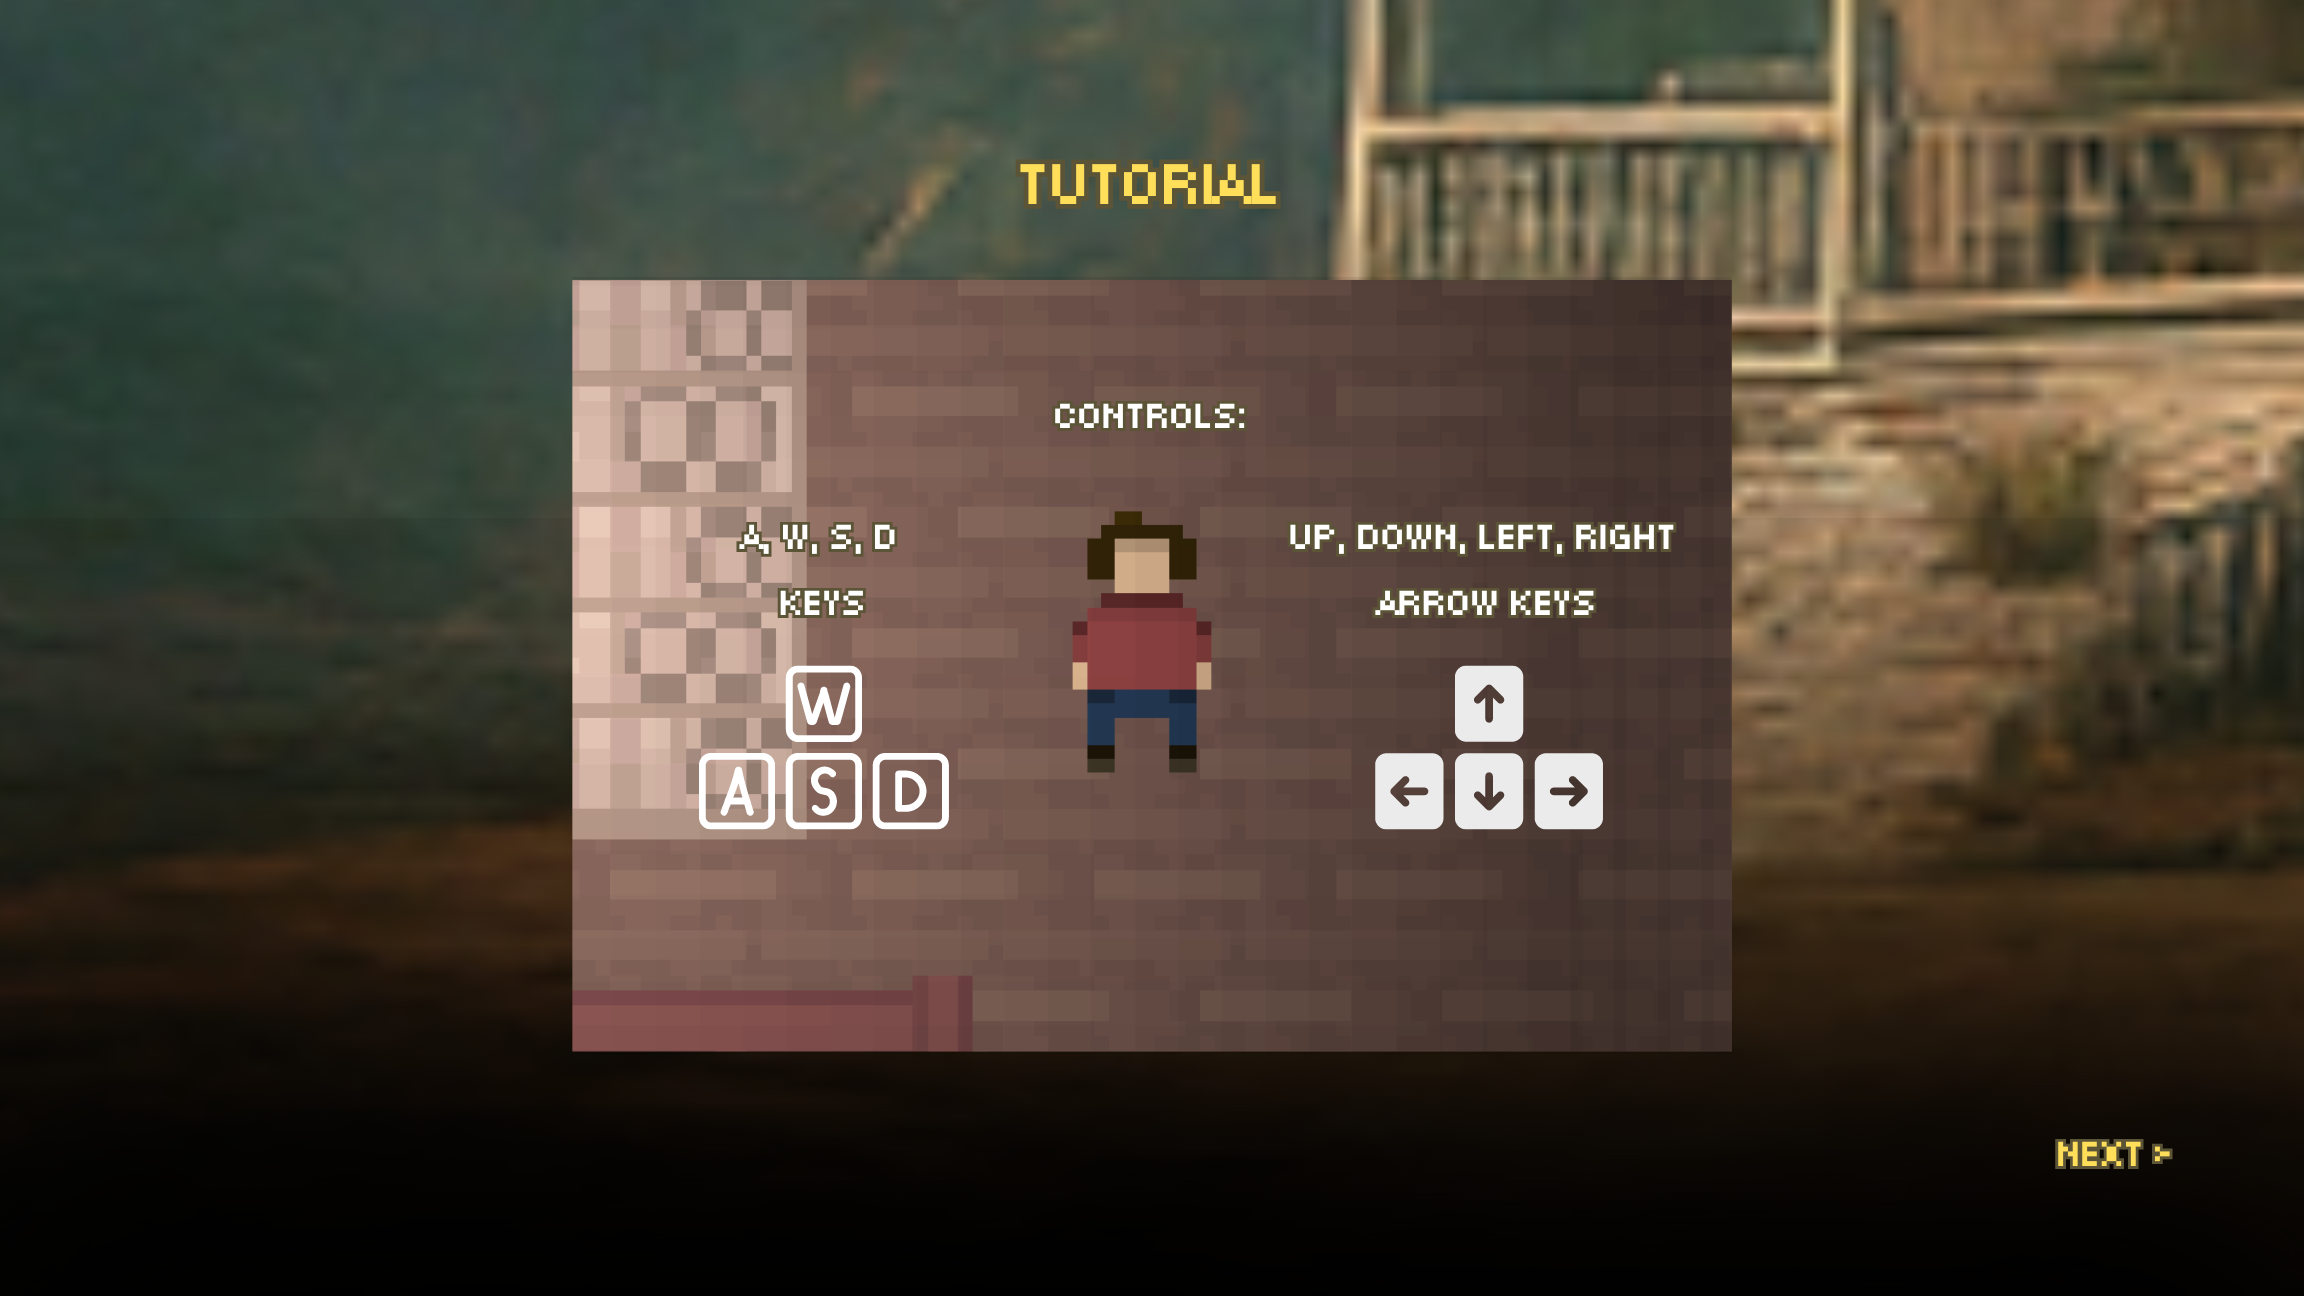 TUTORIAL
CONTROLS:
A, W, S, D
KEYS
UP, DOWN, LEFT, RIGHT
ARROW KEYS
W
A S D
↑
← ↓ →
NEXT >